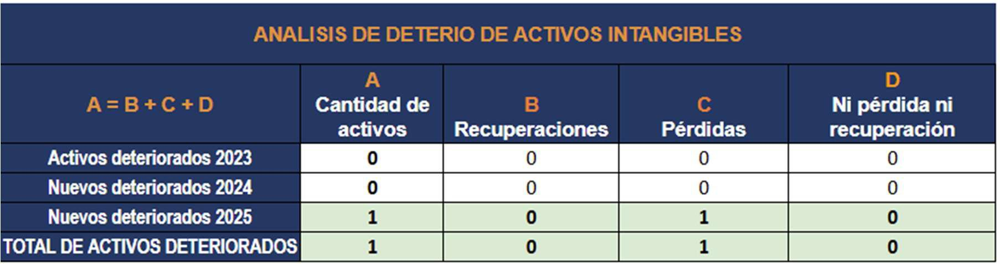 ANALISIS DE DETERIO DE ACTIVOS INTANGIBLES
A = B + C + D
A
Cantidad de
activos
B
Recuperaciones
C
Pérdidas
D
Ni pérdida ni
recuperación
Activos deteriorados 2023 0 0 0 0
Nuevos deteriorados 2024 0 0 0 0
Nuevos deteriorados 2025 1 0 1 0
TOTAL DE ACTIVOS DETERIORADOS 1 0 1 0